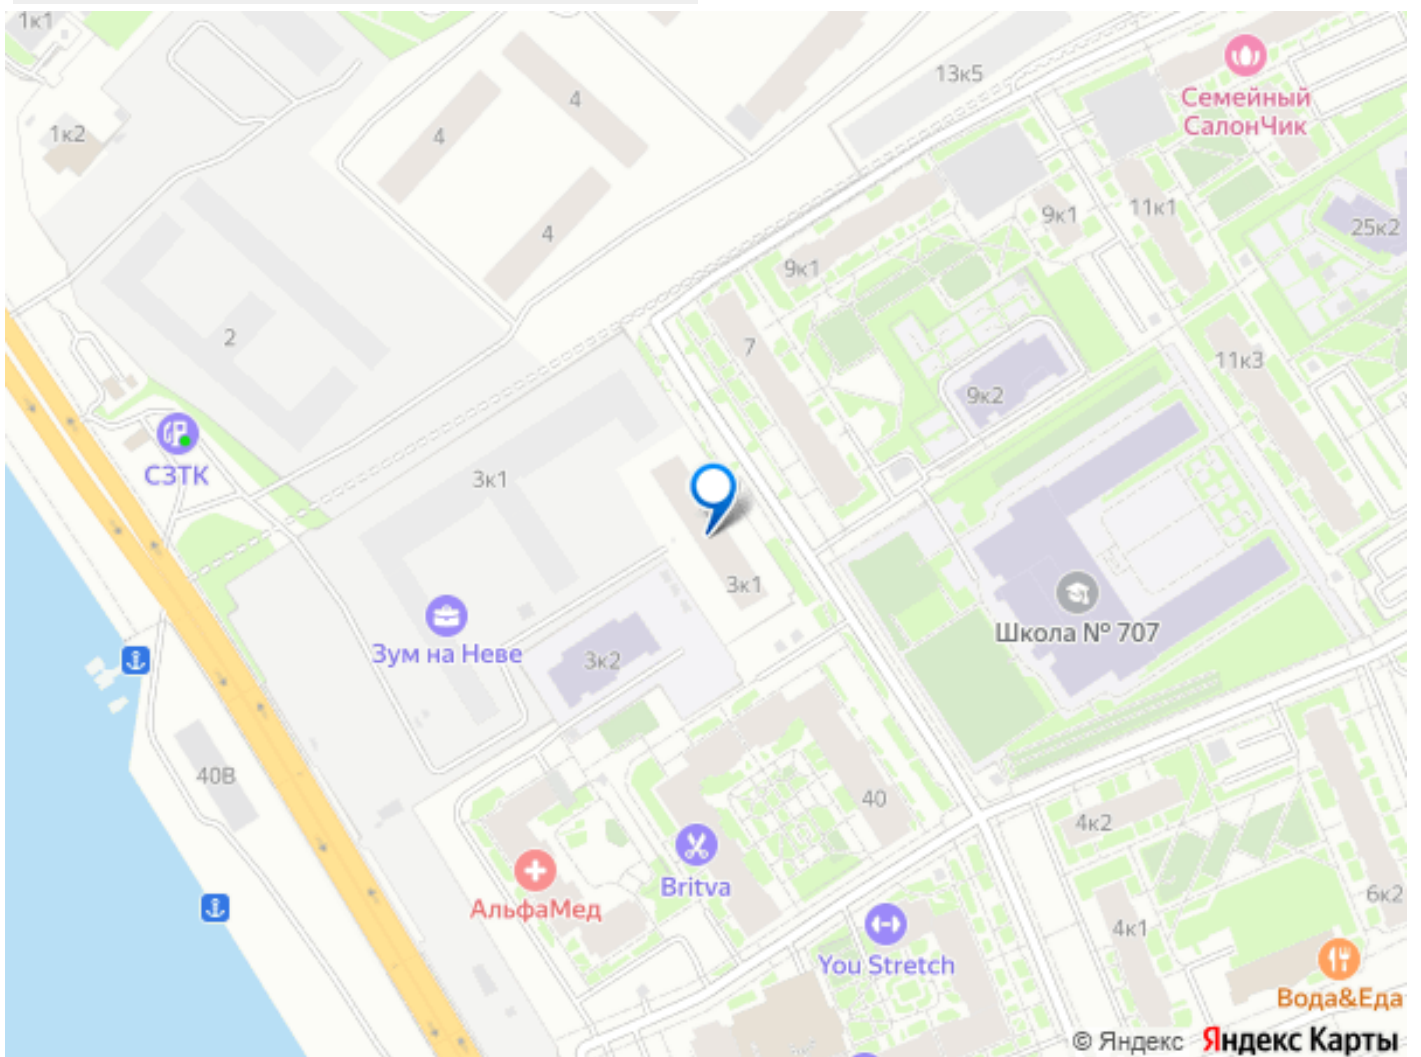 1к1
13к5
Семейный
СалонЧик
4
4
1к2
4
9к1
11к1
25к2
9к1
2
7
11к3
9к2
СЗТК
3к1
3к1
Школа № 707
Зум на Неве
3к2
40В
40
4к2
Britva
АльфаМед
6к2
4к1
You Stretch
Вода&Еда
© Яндекс Яндекс Карты